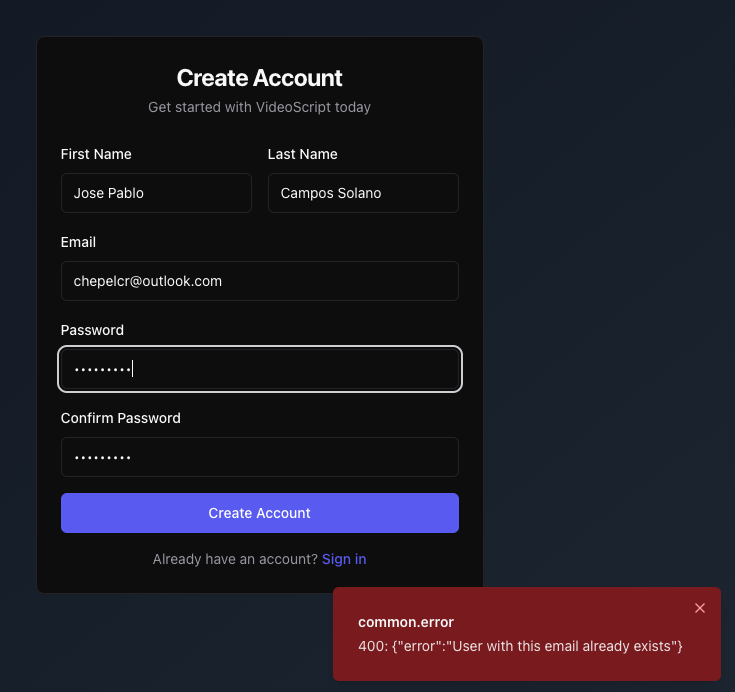 Create Account
Get started with VideoScript today
First Name Last Name
Jose Pablo Campos Solano
Email
chepelcr@outlook.com
Password
•••••••••
Confirm Password
•••••••••
Create Account
Already have an account? Sign in
common.error
400: {"error":"User with this email already exists"}